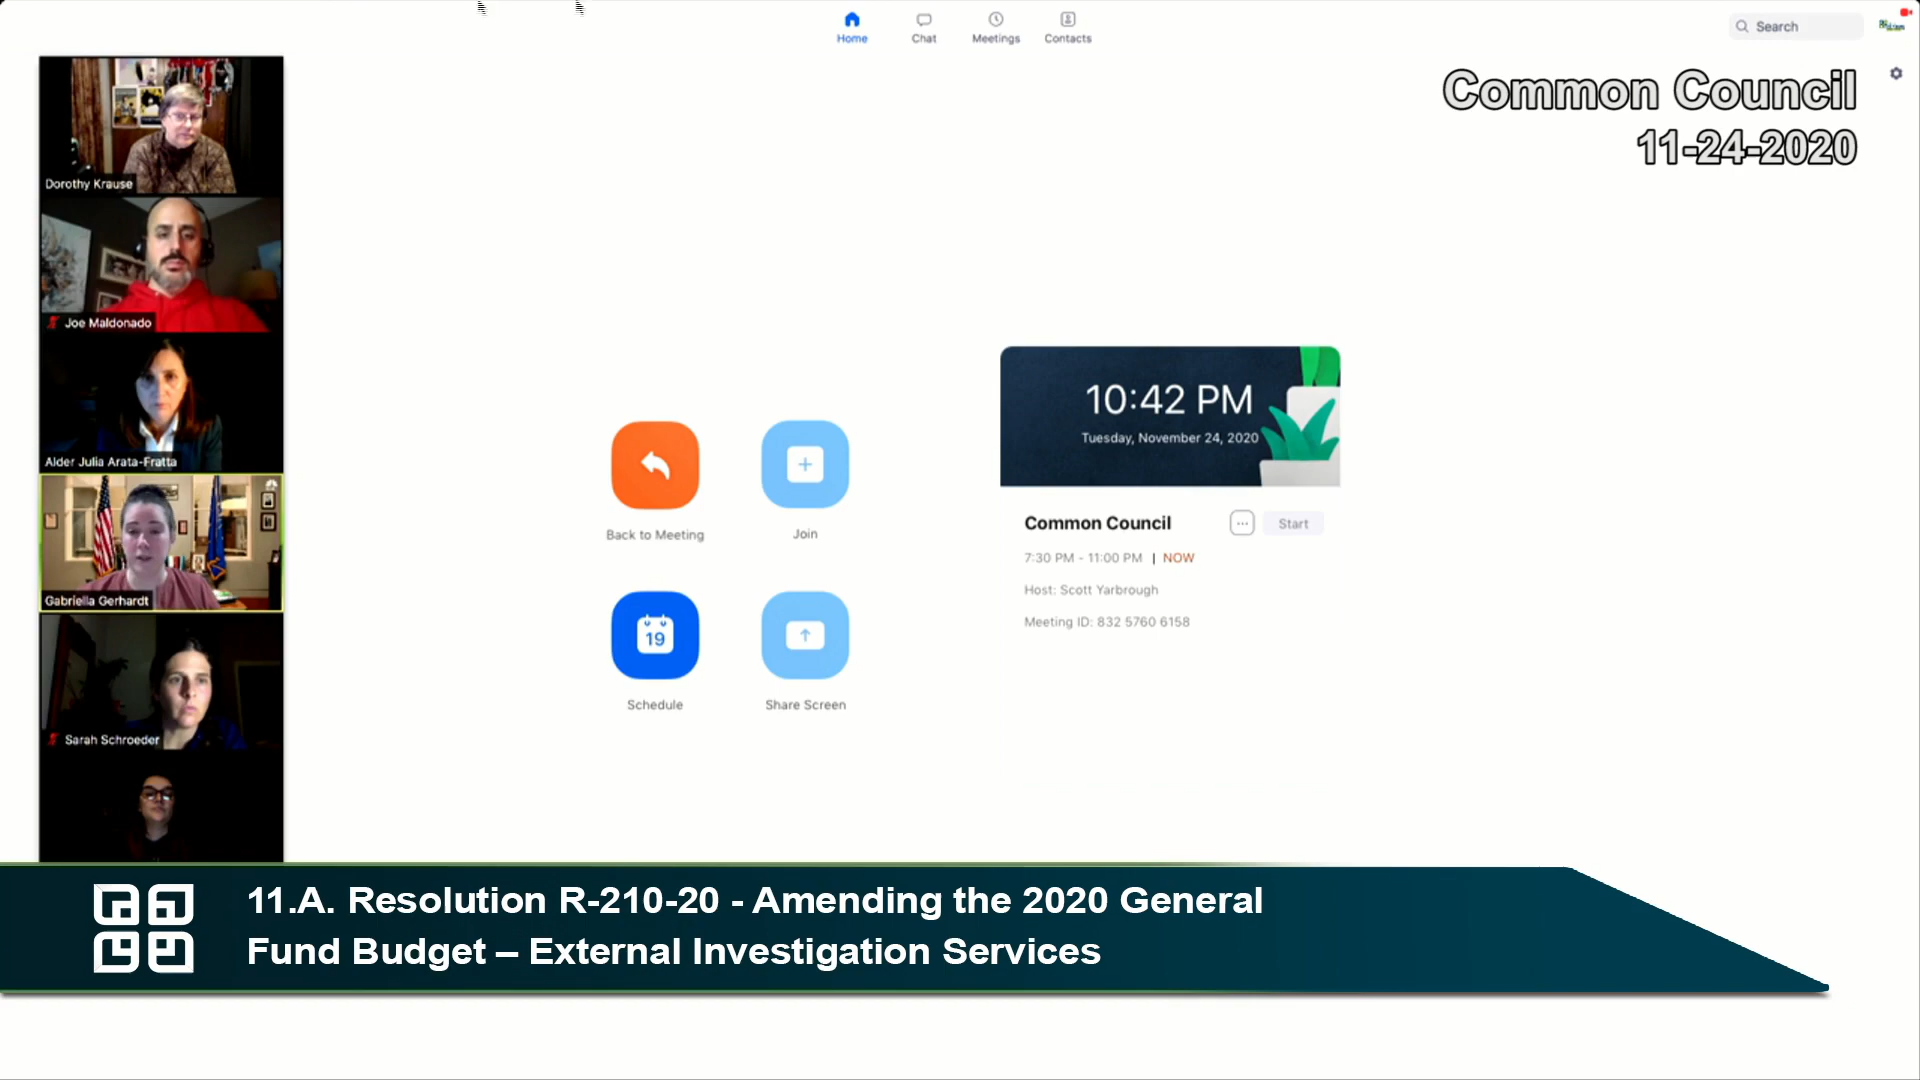 Home
Chat
Meetings
Contacts
Search
Common Council
11-24-2020
Dorothy Krause
Joe Maldonado
Alder Julia Arata-Fratta
Gabriella Gerhardt
Sarah Schroeder
10:42 PM
Tuesday, November 24, 2020
Back to Meeting
Join
Common Council
Start
7:30 PM - 11:00 PM | NOW
Host: Scott Yarbrough
Meeting ID: 832 5760 6158
19
Schedule
Share Screen
11.A. Resolution R-210-20 - Amending the 2020 General
Fund Budget – External Investigation Services